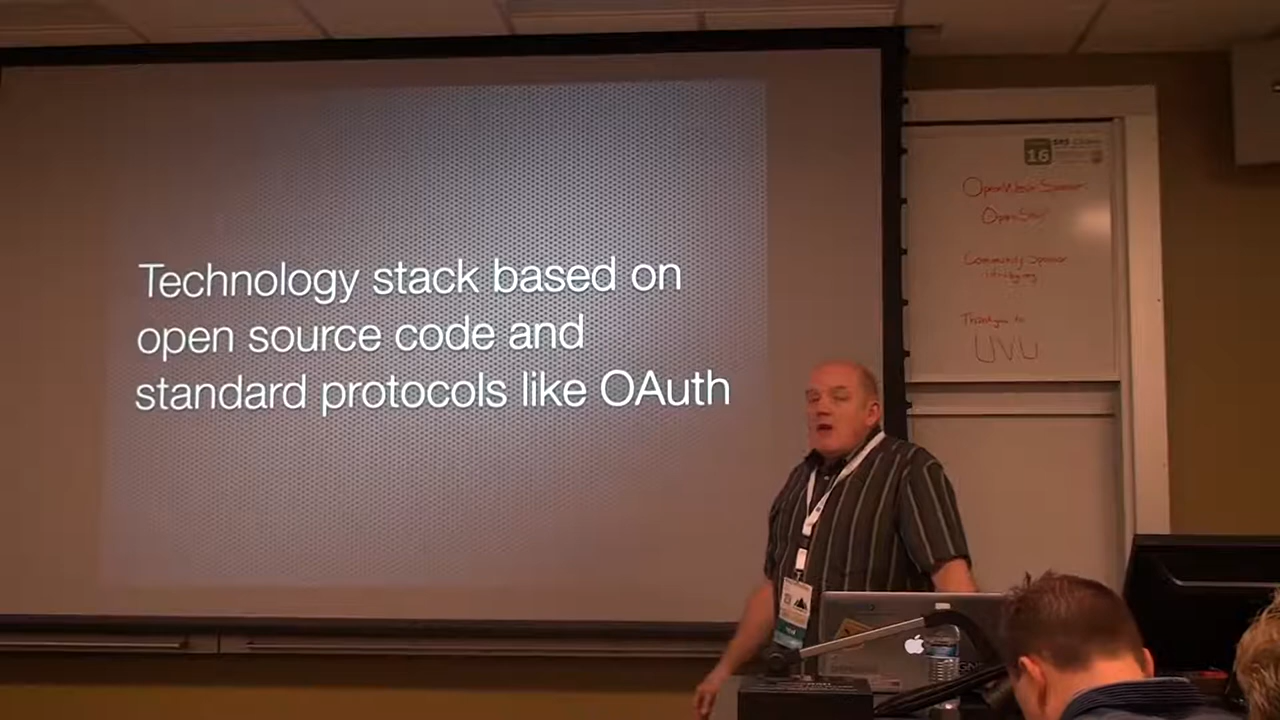 Technology stack based on
open source code and
standard protocols like OAuth
16
Community Sponsor
Thank you to
UVU